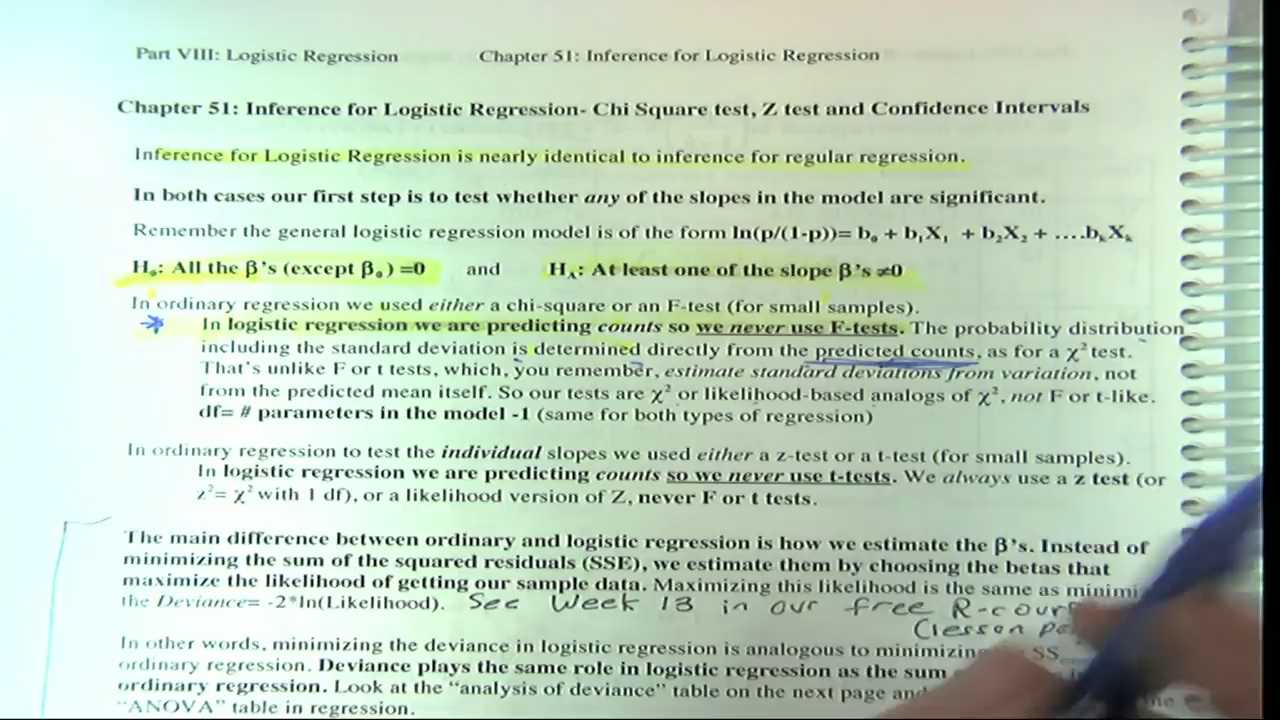 Part VIII: Logistic Regression Chapter 51: Inference for Logistic Regression
Chapter 51: Inference for Logistic Regression- Chi Square test, Z test and Confidence Intervals
Inference for Logistic Regression is nearly identical to inference for regular regression.
In both cases our first step is to test whether any of the slopes in the model are significant.
Remember the general logistic regression model is of the form ln(p/(1-p))= b₀ + b₁X₁ + b₂X₂ + ….bₖXₖ
H₀: All the β's (except β₀) =0 and Hₐ: At least one of the slope β's ≠0
In ordinary regression we used either a chi-square or an F-test (for small samples).
In logistic regression we are predicting counts so we never use F-tests. The probability distribution
including the standard deviation is determined directly from the predicted counts, as for a χ² test.
That's unlike F or t tests, which, you remember, estimate standard deviations from variation, not
from the predicted mean itself. So our tests are χ² or likelihood-based analogs of χ², not F or t-like.
df= # parameters in the model -1 (same for both types of regression)
In ordinary regression to test the individual slopes we used either a z-test or a t-test (for small samples).
In logistic regression we are predicting counts so we never use t-tests. We always use a z test (or
z²= χ² with 1 df), or a likelihood version of Z, never F or t tests.
The main difference between ordinary and logistic regression is how we estimate the β's. Instead of
minimizing the sum of the squared residuals (SSE), we estimate them by choosing the betas that
maximize the likelihood of getting our sample data. Maximizing this likelihood is the same as
the Deviance= -2*ln(Likelihood). See Week 13 in our free
(lesson
In other words, minimizing the deviance in logistic regression is analogous to
ordinary regression. Deviance plays the same role in logistic regression as the sum
ordinary regression. Look at the "analysis of deviance" table on the next page and
"ANOVA" table in regression.